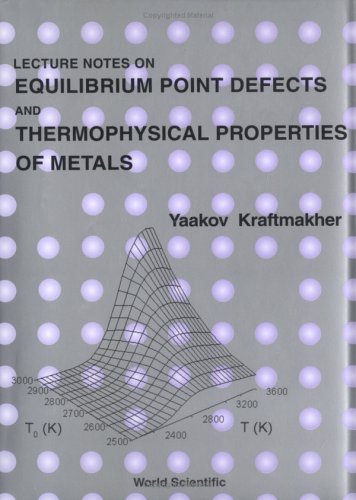 LECTURE NOTES ON
EQUILIBRIUM POINT DEFECTS
AND
THERMOPHYSICAL PROPERTIES
OF METALS
Yaakov Kraftmakher
3000
2900
2800
2700
2600
2500
T₀ (K)
2400
2800
3200
3600
T (K)
World Scientific